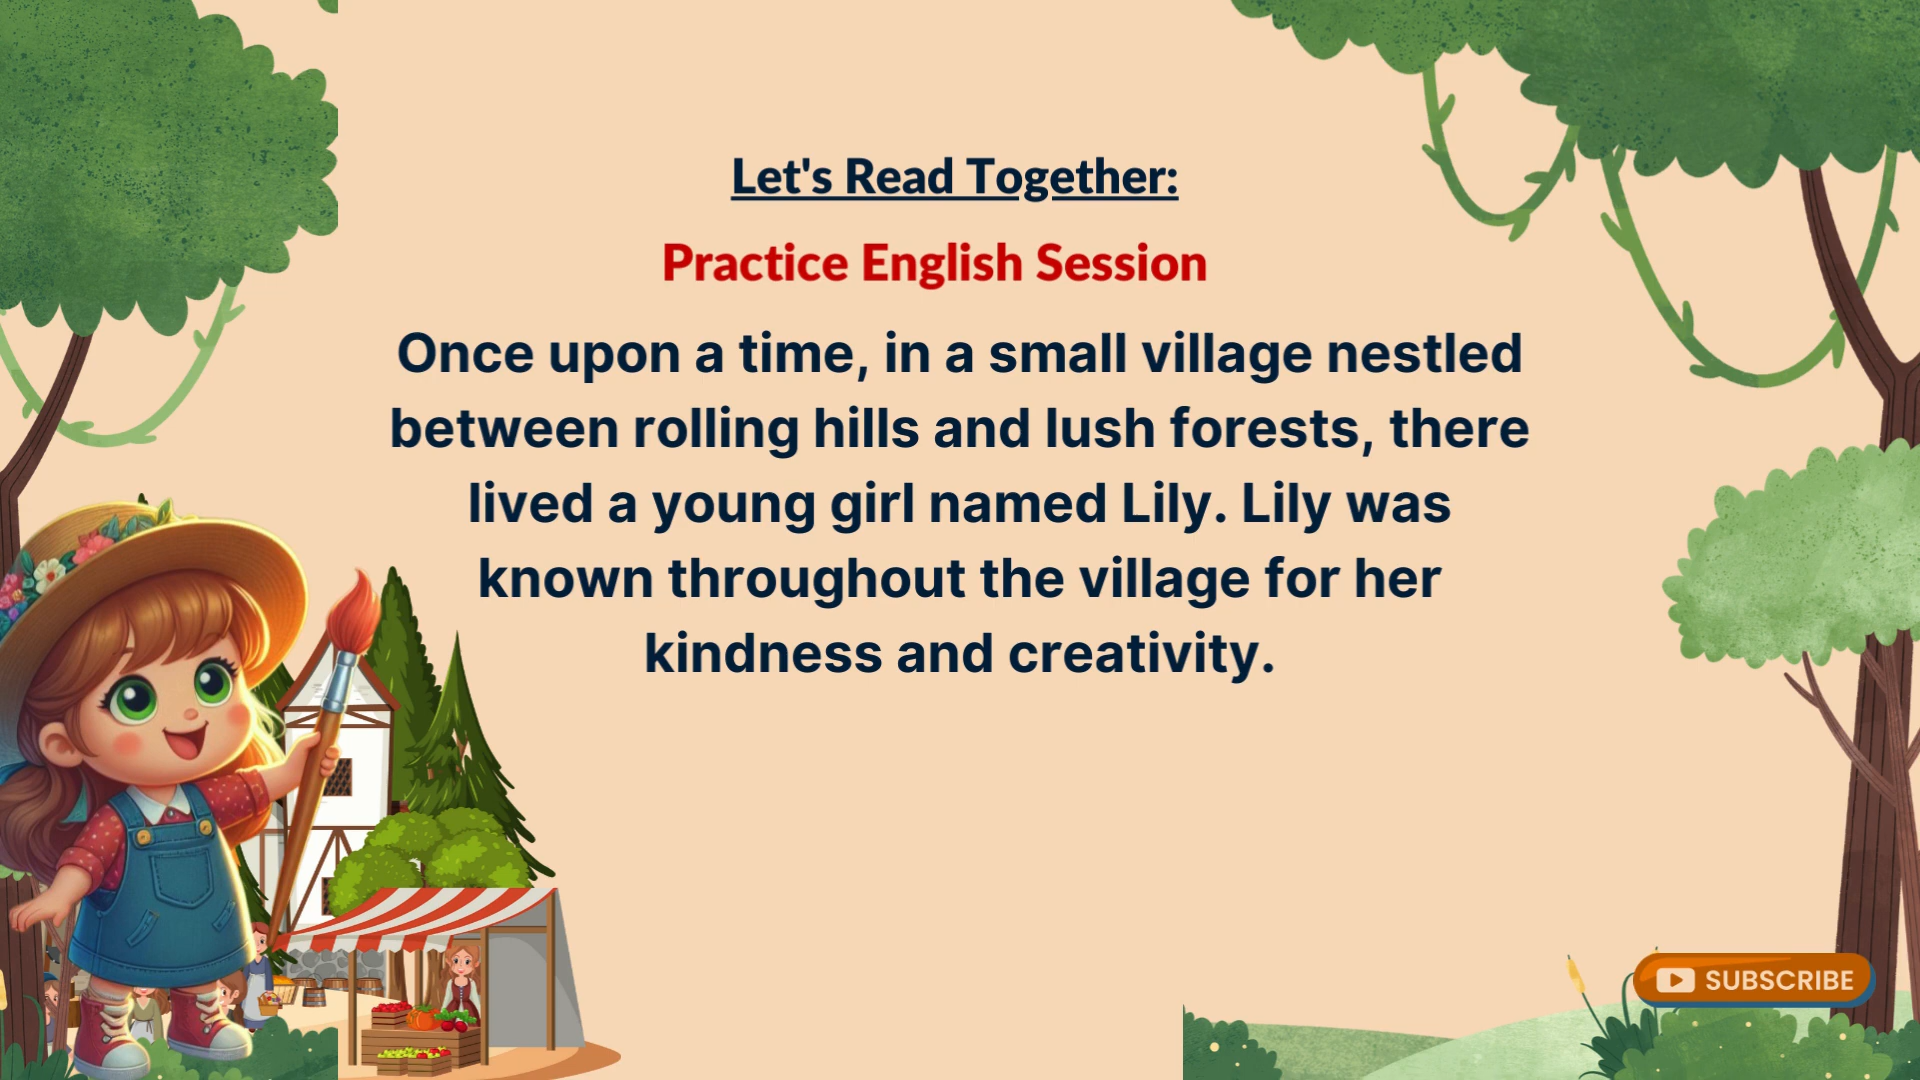 Let's Read Together:
Practice English Session
Once upon a time, in a small village nestled
between rolling hills and lush forests, there
lived a young girl named Lily. Lily was
known throughout the village for her
kindness and creativity.
SUBSCRIBE